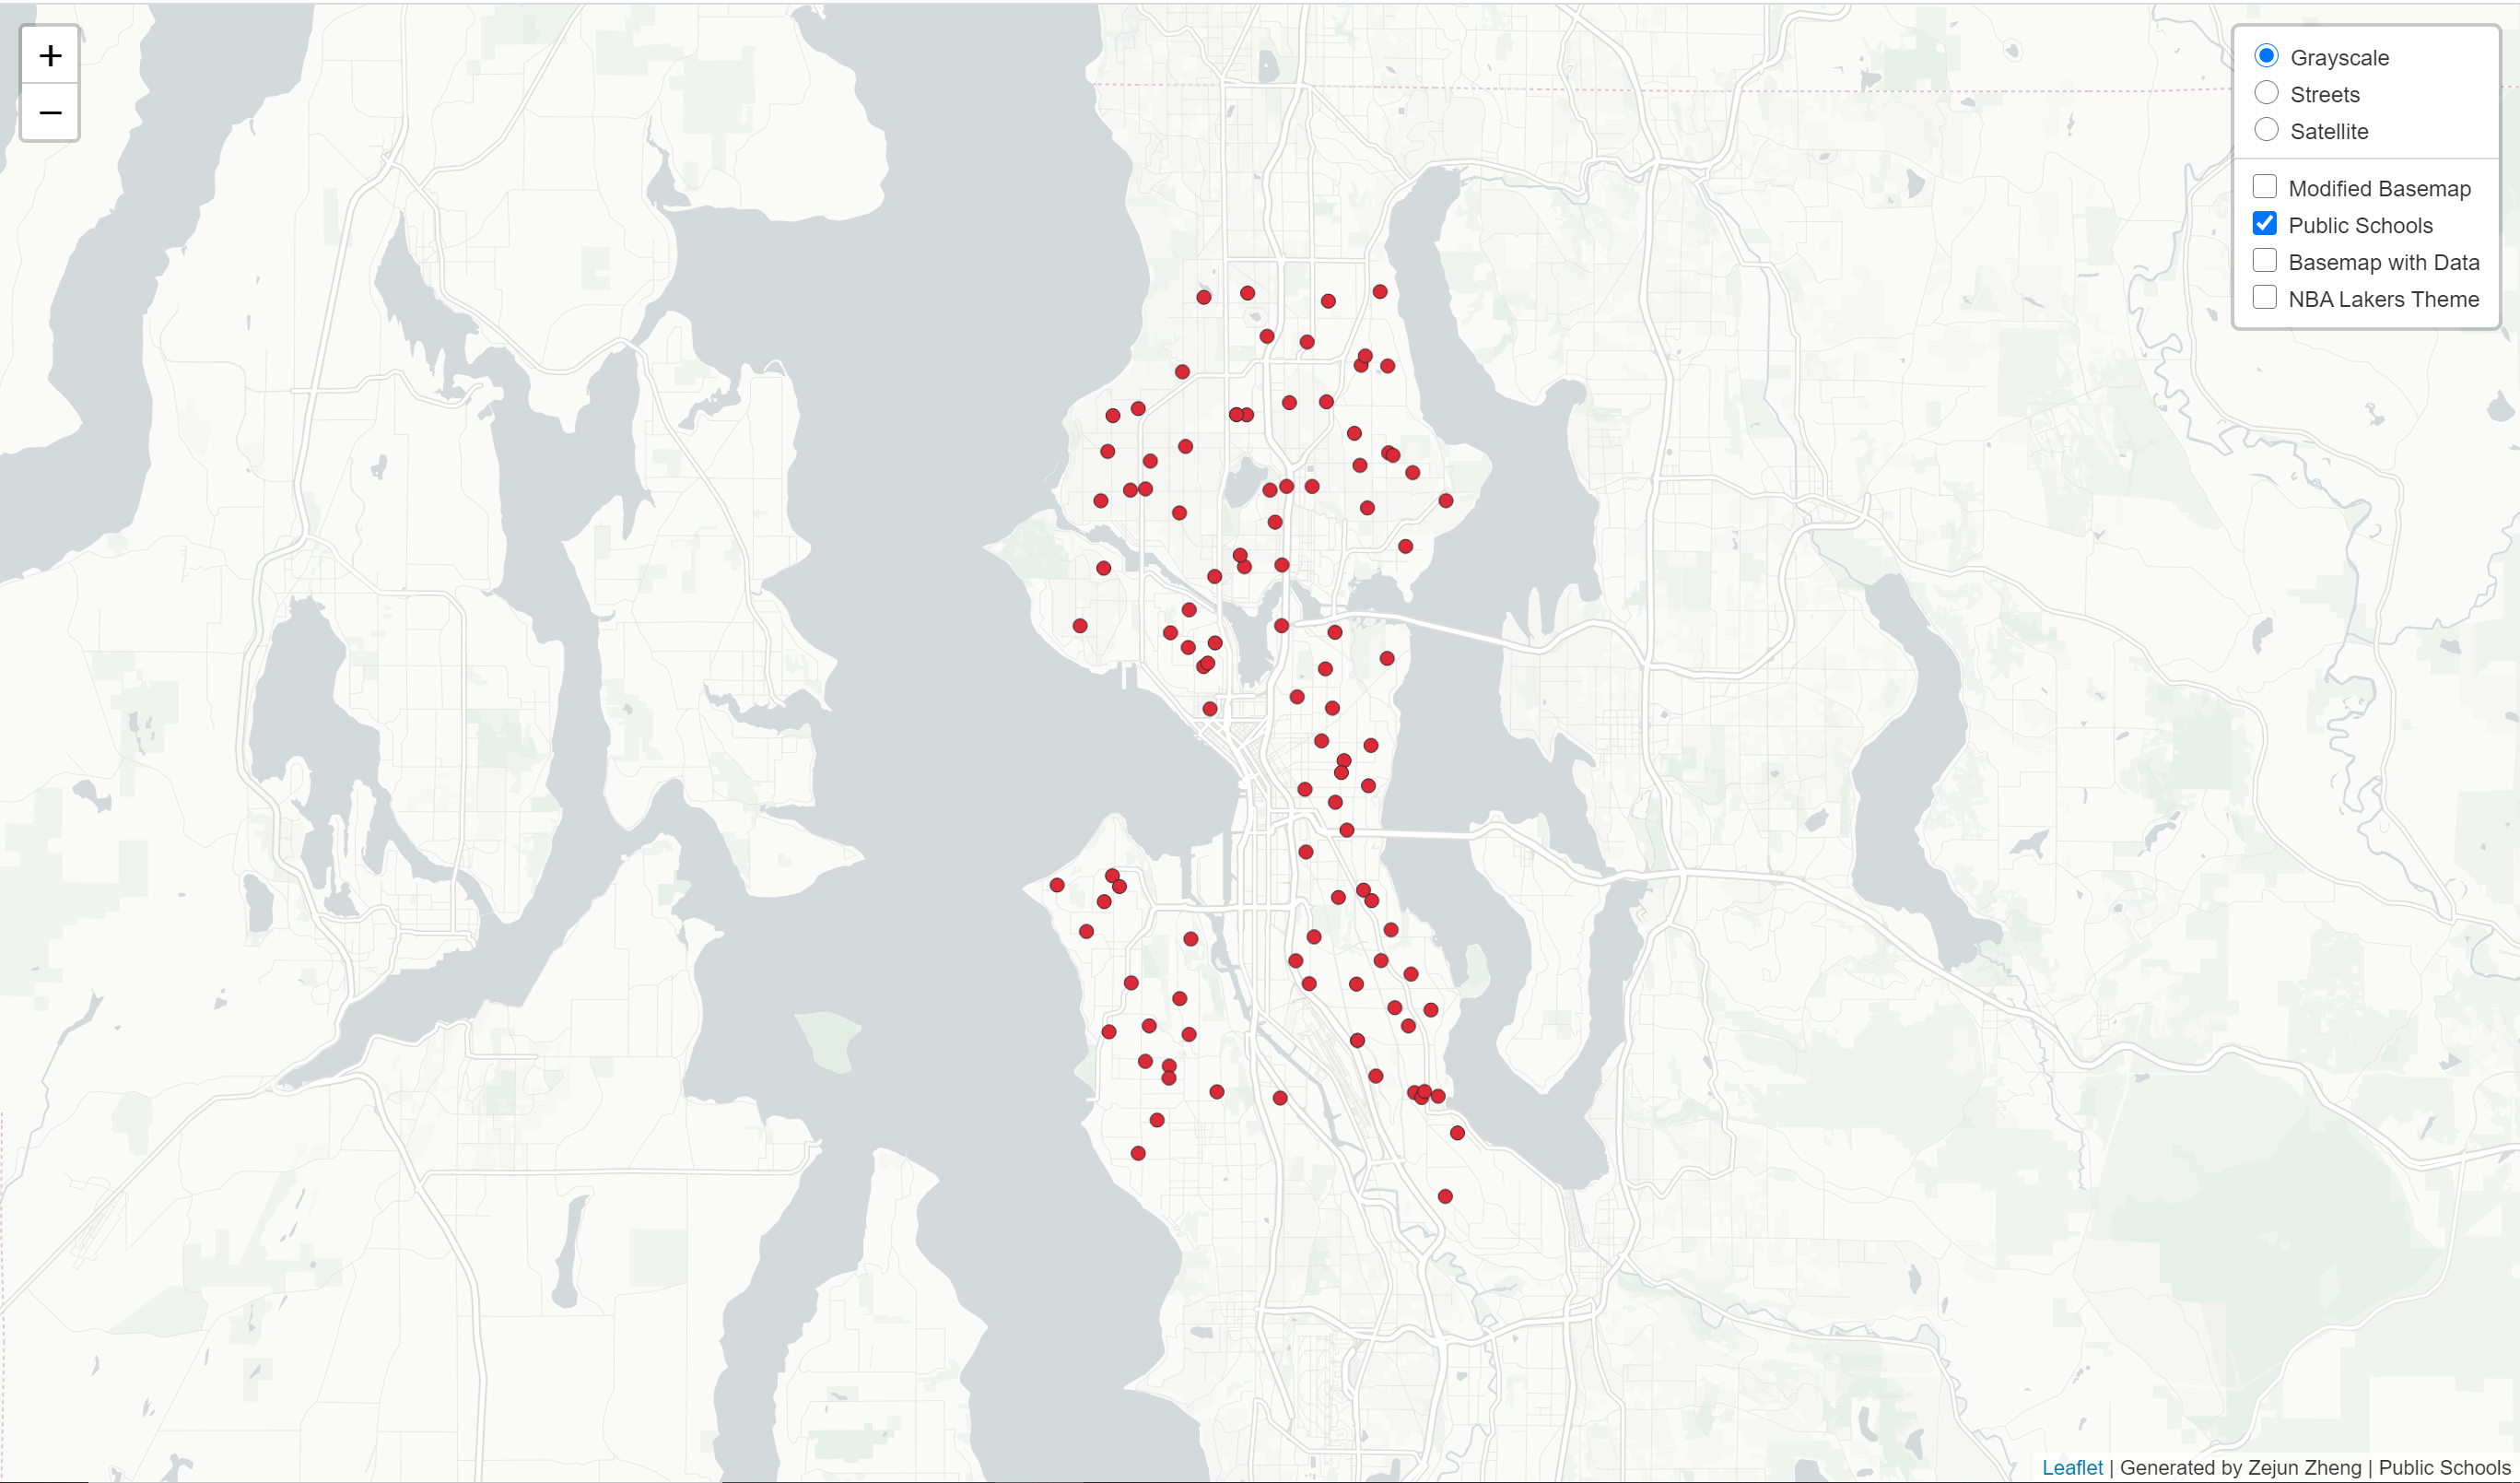 +
−
Grayscale
Streets
Satellite
Modified Basemap
Public Schools
Basemap with Data
NBA Lakers Theme
Leaflet | Generated by Zejun Zheng | Public Schools